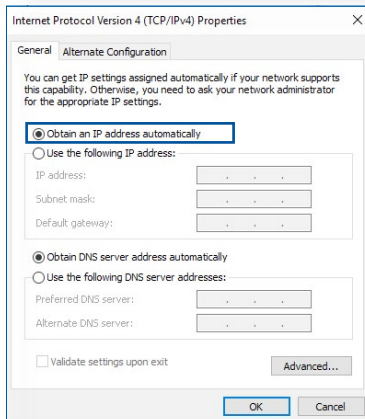 Internet Protocol Version 4 (TCP/IPv4) Properties
General Alternate Configuration
You can get IP settings assigned automatically if your network supports
this capability. Otherwise, you need to ask your network administrator
for the appropriate IP settings.
Obtain an IP address automatically
Use the following IP address:
IP address:
Subnet mask:
Default gateway:
Obtain DNS server address automatically
Use the following DNS server addresses:
Preferred DNS server:
Alternate DNS server:
Validate settings upon exit
Advanced...
OK Cancel